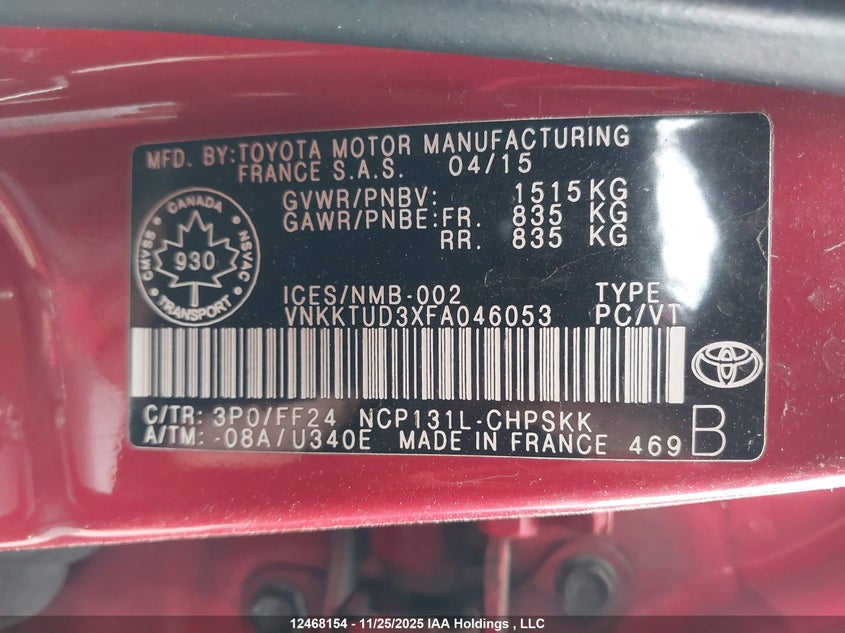 MFD. BY:TOYOTA MOTOR MANUFACTURING
FRANCE S.A.S. 04/15
GVWR/PNBV: 1515KG
GAWR/PNBE:FR. 835 KG
RR. 835 KG
CANADA
CMVSS 930 NSVAC
TRANSPORT
ICES/NMB-002 TYPE
VNKKTUD3XFA046053 PC/VT
C/TR: 3P0/FF24 NCP131L-CHPSKK
A/TM: -08A/U340E MADE IN FRANCE 469 B
12468154 - 11/25/2025 IAA Holdings , LLC